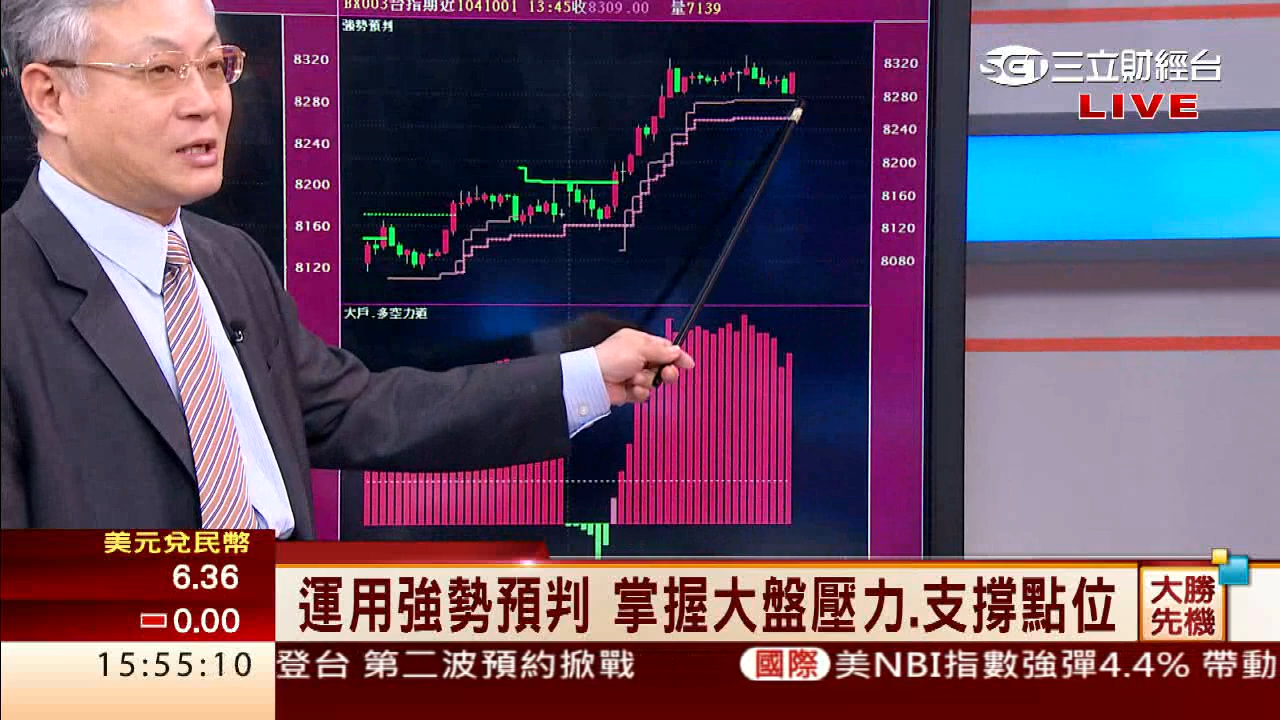 BX003台指期近1041001 13:45收8309.00 量7139
強勢預判
8320
8280
8240
8200
8160
8120
8320
8280
8240
8200
8160
8120
8080
SET 三立財經台
LIVE
大戶.多空力道
美元兌民幣
6.36
0.00
15:55:10
運用強勢預判 掌握大盤壓力.支撐點位
大勝
先機
登台 第二波預約掀戰
國際 美NBI指數強彈4.4% 帶動